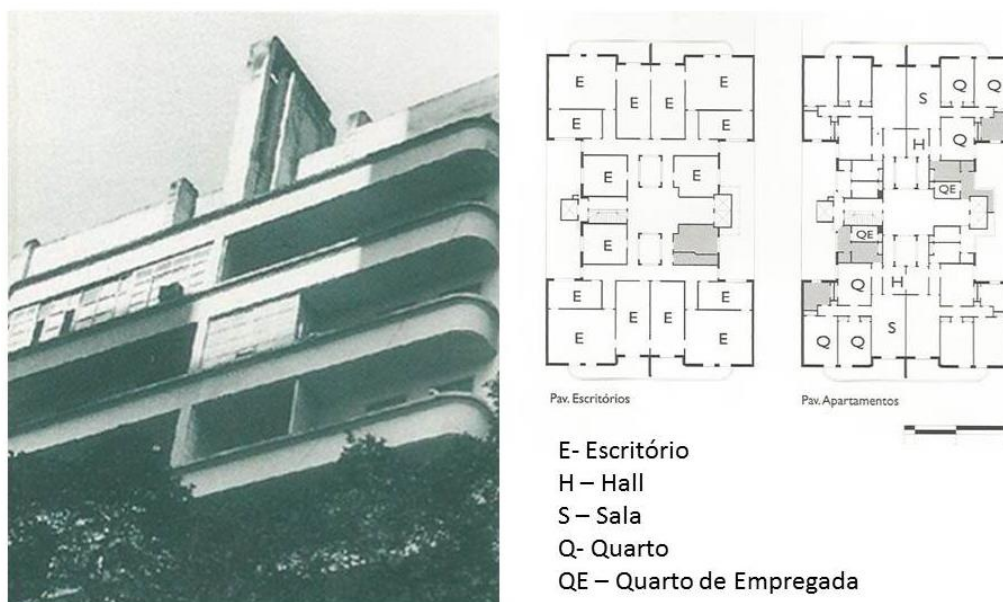 E E E E
E E
E E
E
E E
E E
E E
Pav. Escritórios
Q Q
S
Q
H
QE
QE
Q H
S
Q Q
Pav. Apartamentos
E- Escritório
H – Hall
S – Sala
Q- Quarto
QE – Quarto de Empregada